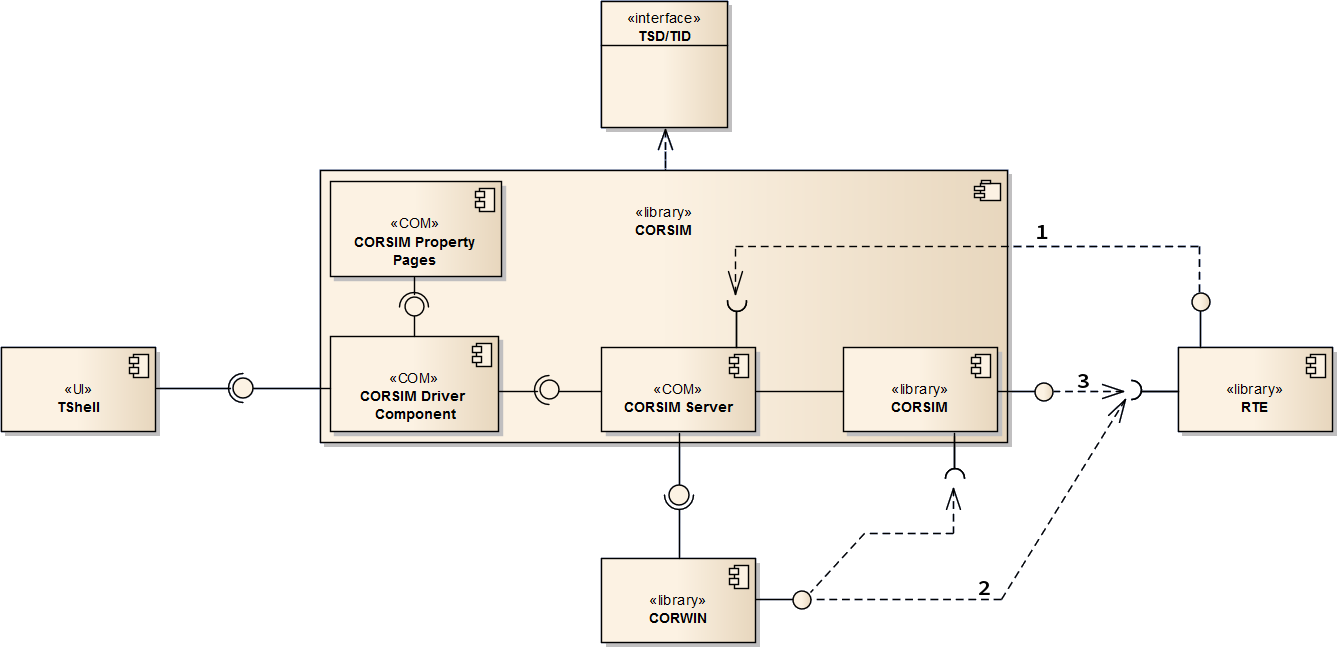 «interface»
TSD/TID
«library»
CORSIM
«COM»
CORSIM Property
Pages
1
«UI»
TShell
«COM»
CORSIM Driver
Component
«COM»
CORSIM Server
«library»
CORSIM
3
«library»
RTE
2
«library»
CORWIN